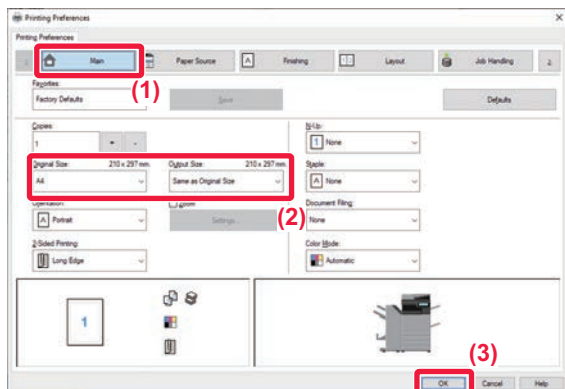 Printing Preferences
Printing Preferences
Main Paper Source A Finishing Layout Job Handling
(1)
Favorites:
Factory Defaults Save Defaults
Copies: N-Up:
1 + - 1 None
Original Size: 210 x 297 mm. Output Size: 210 x 297 mm. Staple:
A4 Same as Original Size A None
Orientation: Zoom Document Filing:
A Portrait Settings... (2) None
2-Sided Printing: Color Mode:
Long Edge Automatic
1
(3)
OK Cancel Help